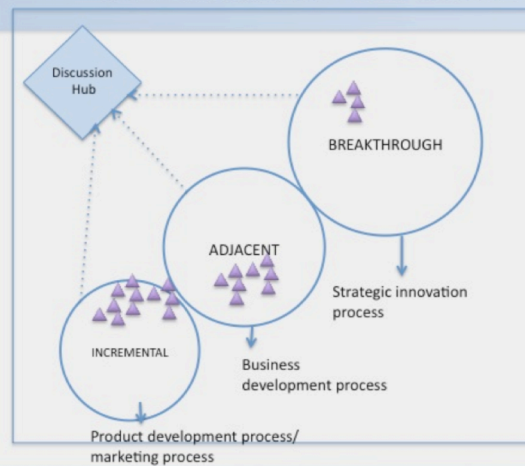 Discussion
Hub
BREAKTHROUGH
ADJACENT
Strategic innovation
process
INCREMENTAL
Business
development process
Product development process/
marketing process